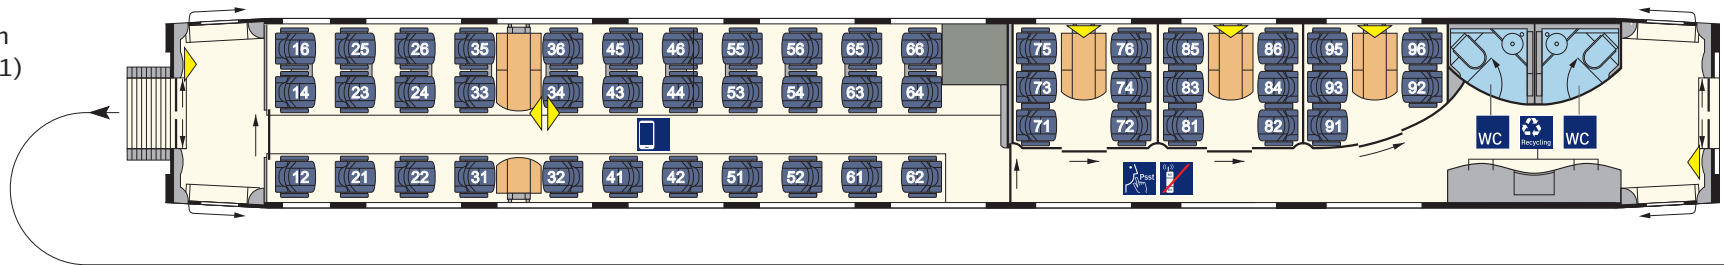 n
1)
16 25 26 35 36 45 46 55 56 65 66 75 76 85 86 95 96
14 23 24 33 34 43 44 53 54 63 64 73 74 83 84 93 92
71 72 81 82 91
WC Recycling WC
12 21 22 31 32 41 42 51 52 61 62 Psst